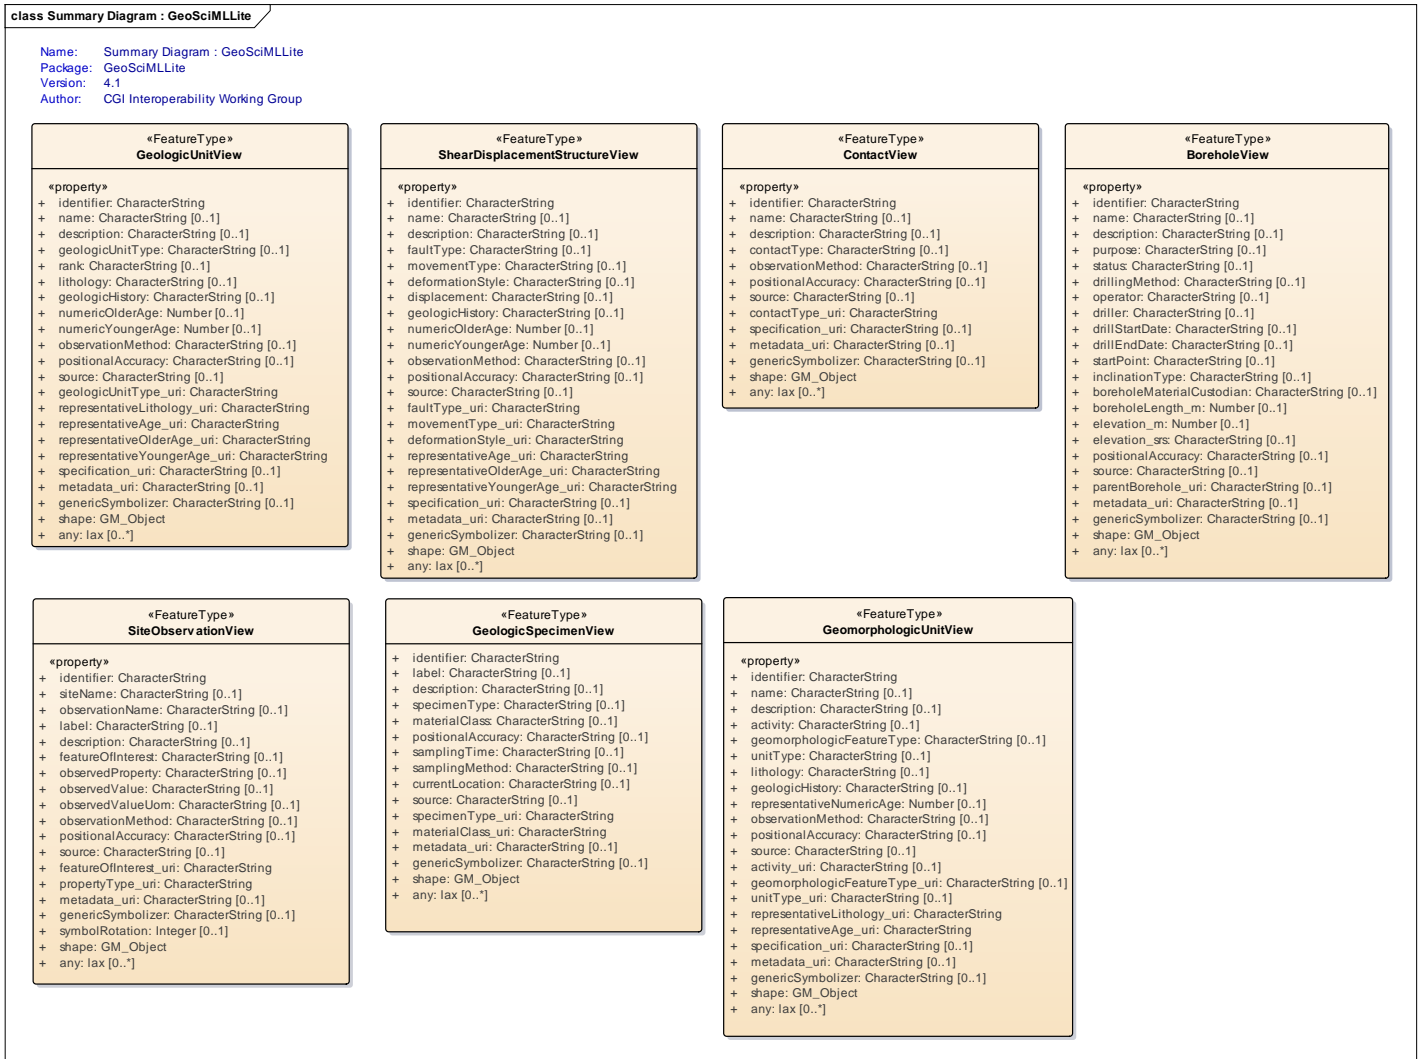 class Summary Diagram : GeoSciMLLite
Name: Summary Diagram : GeoSciMLLite
Package: GeoSciMLLite
Version: 4.1
Author: CGI Interoperability Working Group
«FeatureType»
GeologicUnitView
«property»
+ identifier: CharacterString
+ name: CharacterString [0..1]
+ description: CharacterString [0..1]
+ geologicUnitType: CharacterString [0..1]
+ rank: CharacterString [0..1]
+ lithology: CharacterString [0..1]
+ geologicHistory: CharacterString [0..1]
+ numericOlderAge: Number [0..1]
+ numericYoungerAge: Number [0..1]
+ observationMethod: CharacterString [0..1]
+ positionalAccuracy: CharacterString [0..1]
+ source: CharacterString [0..1]
+ geologicUnitType_uri: CharacterString
+ representativeLithology_uri: CharacterString
+ representativeAge_uri: CharacterString
+ representativeOlderAge_uri: CharacterString
+ representativeYoungerAge_uri: CharacterString
+ specification_uri: CharacterString [0..1]
+ metadata_uri: CharacterString [0..1]
+ genericSymbolizer: CharacterString [0..1]
+ shape: GM_Object
+ any: lax [0..*]
«FeatureType»
ShearDisplacementStructureView
«property»
+ identifier: CharacterString
+ name: CharacterString [0..1]
+ description: CharacterString [0..1]
+ faultType: CharacterString [0..1]
+ movementType: CharacterString [0..1]
+ deformationStyle: CharacterString [0..1]
+ displacement: CharacterString [0..1]
+ geologicHistory: CharacterString [0..1]
+ numericOlderAge: Number [0..1]
+ numericYoungerAge: Number [0..1]
+ observationMethod: CharacterString [0..1]
+ positionalAccuracy: CharacterString [0..1]
+ source: CharacterString [0..1]
+ faultType_uri: CharacterString
+ movementType_uri: CharacterString
+ deformationStyle_uri: CharacterString
+ representativeAge_uri: CharacterString
+ representativeOlderAge_uri: CharacterString
+ representativeYoungerAge_uri: CharacterString
+ specification_uri: CharacterString [0..1]
+ metadata_uri: CharacterString [0..1]
+ genericSymbolizer: CharacterString [0..1]
+ shape: GM_Object
+ any: lax [0..*]
«FeatureType»
ContactView
«property»
+ identifier: CharacterString
+ name: CharacterString [0..1]
+ description: CharacterString [0..1]
+ contactType: CharacterString [0..1]
+ observationMethod: CharacterString [0..1]
+ positionalAccuracy: CharacterString [0..1]
+ source: CharacterString [0..1]
+ contactType_uri: CharacterString
+ specification_uri: CharacterString [0..1]
+ metadata_uri: CharacterString [0..1]
+ genericSymbolizer: CharacterString [0..1]
+ shape: GM_Object
+ any: lax [0..*]
«FeatureType»
BoreholeView
«property»
+ identifier: CharacterString
+ name: CharacterString [0..1]
+ description: CharacterString [0..1]
+ purpose: CharacterString [0..1]
+ status: CharacterString [0..1]
+ drillingMethod: CharacterString [0..1]
+ operator: CharacterString [0..1]
+ driller: CharacterString [0..1]
+ drillStartDate: CharacterString [0..1]
+ drillEndDate: CharacterString [0..1]
+ startPoint: CharacterString [0..1]
+ inclinationType: CharacterString [0..1]
+ boreholeMaterialCustodian: CharacterString [0..1]
+ boreholeLength_m: Number [0..1]
+ elevation_m: Number [0..1]
+ elevation_srs: CharacterString [0..1]
+ positionalAccuracy: CharacterString [0..1]
+ source: CharacterString [0..1]
+ parentBorehole_uri: CharacterString [0..1]
+ metadata_uri: CharacterString [0..1]
+ genericSymbolizer: CharacterString [0..1]
+ shape: GM_Object
+ any: lax [0..*]
«FeatureType»
SiteObservationView
«property»
+ identifier: CharacterString
+ siteName: CharacterString [0..1]
+ observationName: CharacterString [0..1]
+ label: CharacterString [0..1]
+ description: CharacterString [0..1]
+ featureOfInterest: CharacterString [0..1]
+ observedProperty: CharacterString [0..1]
+ observedValue: CharacterString [0..1]
+ observedValueUom: CharacterString [0..1]
+ observationMethod: CharacterString [0..1]
+ positionalAccuracy: CharacterString [0..1]
+ source: CharacterString [0..1]
+ featureOfInterest_uri: CharacterString
+ propertyType_uri: CharacterString
+ metadata_uri: CharacterString [0..1]
+ genericSymbolizer: CharacterString [0..1]
+ symbolRotation: Integer [0..1]
+ shape: GM_Object
+ any: lax [0..*]
«FeatureType»
GeologicSpecimenView
+ identifier: CharacterString
+ label: CharacterString [0..1]
+ description: CharacterString [0..1]
+ specimenType: CharacterString [0..1]
+ materialClass: CharacterString [0..1]
+ positionalAccuracy: CharacterString [0..1]
+ samplingTime: CharacterString [0..1]
+ samplingMethod: CharacterString [0..1]
+ currentLocation: CharacterString [0..1]
+ source: CharacterString [0..1]
+ specimenType_uri: CharacterString
+ materialClass_uri: CharacterString
+ metadata_uri: CharacterString [0..1]
+ genericSymbolizer: CharacterString [0..1]
+ shape: GM_Object
+ any: lax [0..*]
«FeatureType»
GeomorphologicUnitView
«property»
+ identifier: CharacterString
+ name: CharacterString [0..1]
+ description: CharacterString [0..1]
+ activity: CharacterString [0..1]
+ geomorphologicFeatureType: CharacterString [0..1]
+ unitType: CharacterString [0..1]
+ lithology: CharacterString [0..1]
+ geologicHistory: CharacterString [0..1]
+ representativeNumericAge: Number [0..1]
+ observationMethod: CharacterString [0..1]
+ positionalAccuracy: CharacterString [0..1]
+ source: CharacterString [0..1]
+ activity_uri: CharacterString [0..1]
+ geomorphologicFeatureType_uri: CharacterString [0..1]
+ unitType_uri: CharacterString [0..1]
+ representativeLithology_uri: CharacterString
+ representativeAge_uri: CharacterString
+ specification_uri: CharacterString [0..1]
+ metadata_uri: CharacterString [0..1]
+ genericSymbolizer: CharacterString [0..1]
+ shape: GM_Object
+ any: lax [0..*]